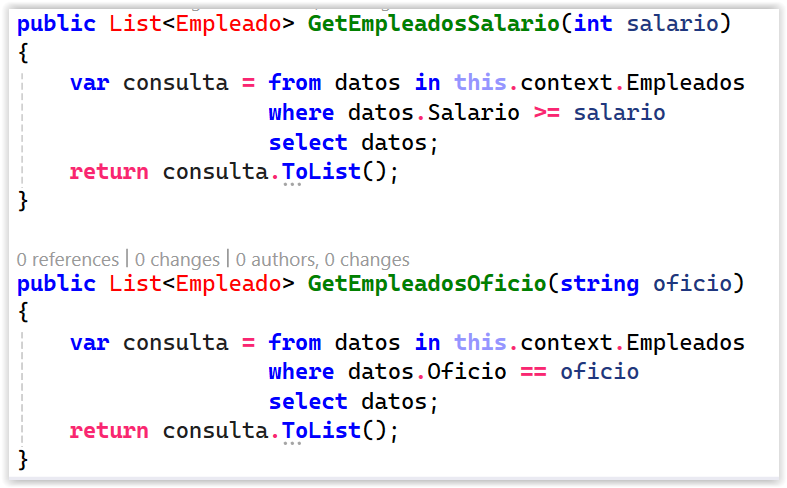 public List<Empleado> GetEmpleadosSalario(int salario)
{
    var consulta = from datos in this.context.Empleados
                   where datos.Salario >= salario
                   select datos;
    return consulta.ToList();
}
0 references | 0 changes | 0 authors, 0 changes
public List<Empleado> GetEmpleadosOficio(string oficio)
{
    var consulta = from datos in this.context.Empleados
                   where datos.Oficio == oficio
                   select datos;
    return consulta.ToList();
}